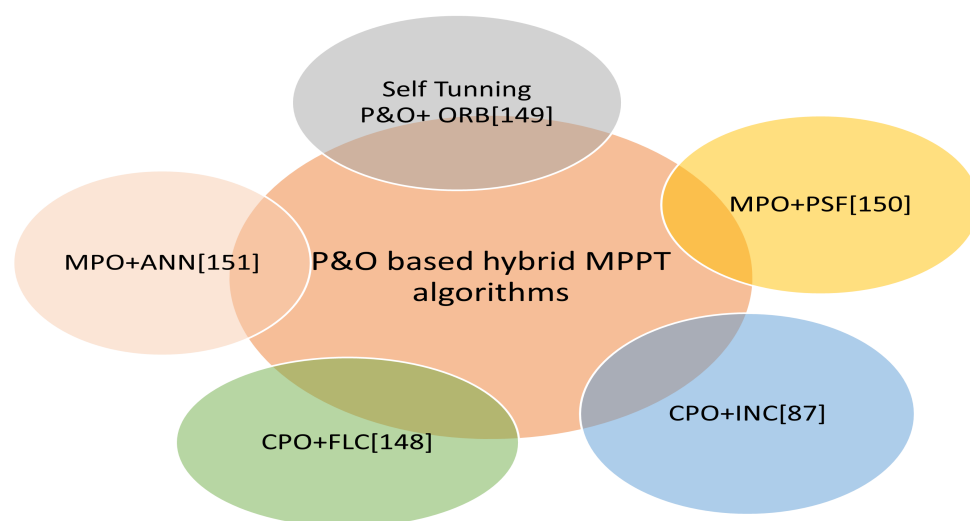 Self Tunning
P&O+ ORB[149]
MPO+PSF[150]
MPO+ANN[151]
P&O based hybrid MPPT
algorithms
CPO+INC[87]
CPO+FLC[148]